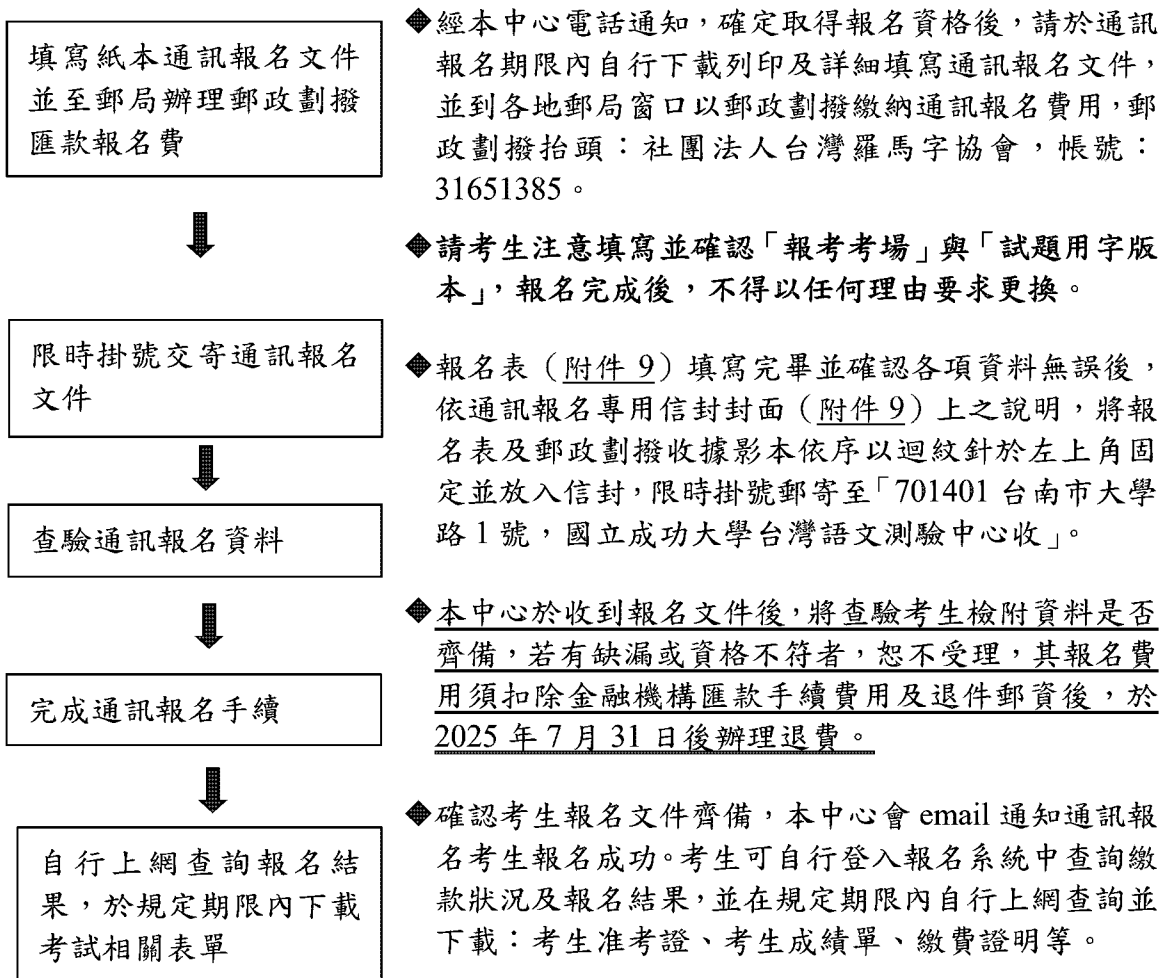 填寫紙本通訊報名文件
並至郵局辦理郵政劃撥
匯款報名費
◆經本中心電話通知，確定取得報名資格後，請於通訊
報名期限內自行下載列印及詳細填寫通訊報名文件，
並到各地郵局窗口以郵政劃撥繳納通訊報名費用，郵
政劃撥抬頭：社團法人台灣羅馬字協會，帳號：
31651385。
◆請考生注意填寫並確認「報考考場」與「試題用字版
本」，報名完成後，不得以任何理由要求更換。
限時掛號交寄通訊報名
文件
◆報名表（附件 9）填寫完畢並確認各項資料無誤後，
依通訊報名專用信封封面（附件 9）上之說明，將報
名表及郵政劃撥收據影本依序以迴紋針於左上角固
定並放入信封，限時掛號郵寄至「701401 台南市大學
路 1 號，國立成功大學台灣語文測驗中心收」。
查驗通訊報名資料
◆本中心於收到報名文件後，將查驗考生檢附資料是否
齊備，若有缺漏或資格不符者，恕不受理，其報名費
用須扣除金融機構匯款手續費用及退件郵資後，於
2025 年 7 月 31 日後辦理退費。
完成通訊報名手續
◆確認考生報名文件齊備，本中心會 email 通知通訊報
名考生報名成功。考生可自行登入報名系統中查詢繳
款狀況及報名結果，並在規定期限內自行上網查詢並
下載：考生准考證、考生成績單、繳費證明等。
自行上網查詢報名結
果，於規定期限內下載
考試相關表單